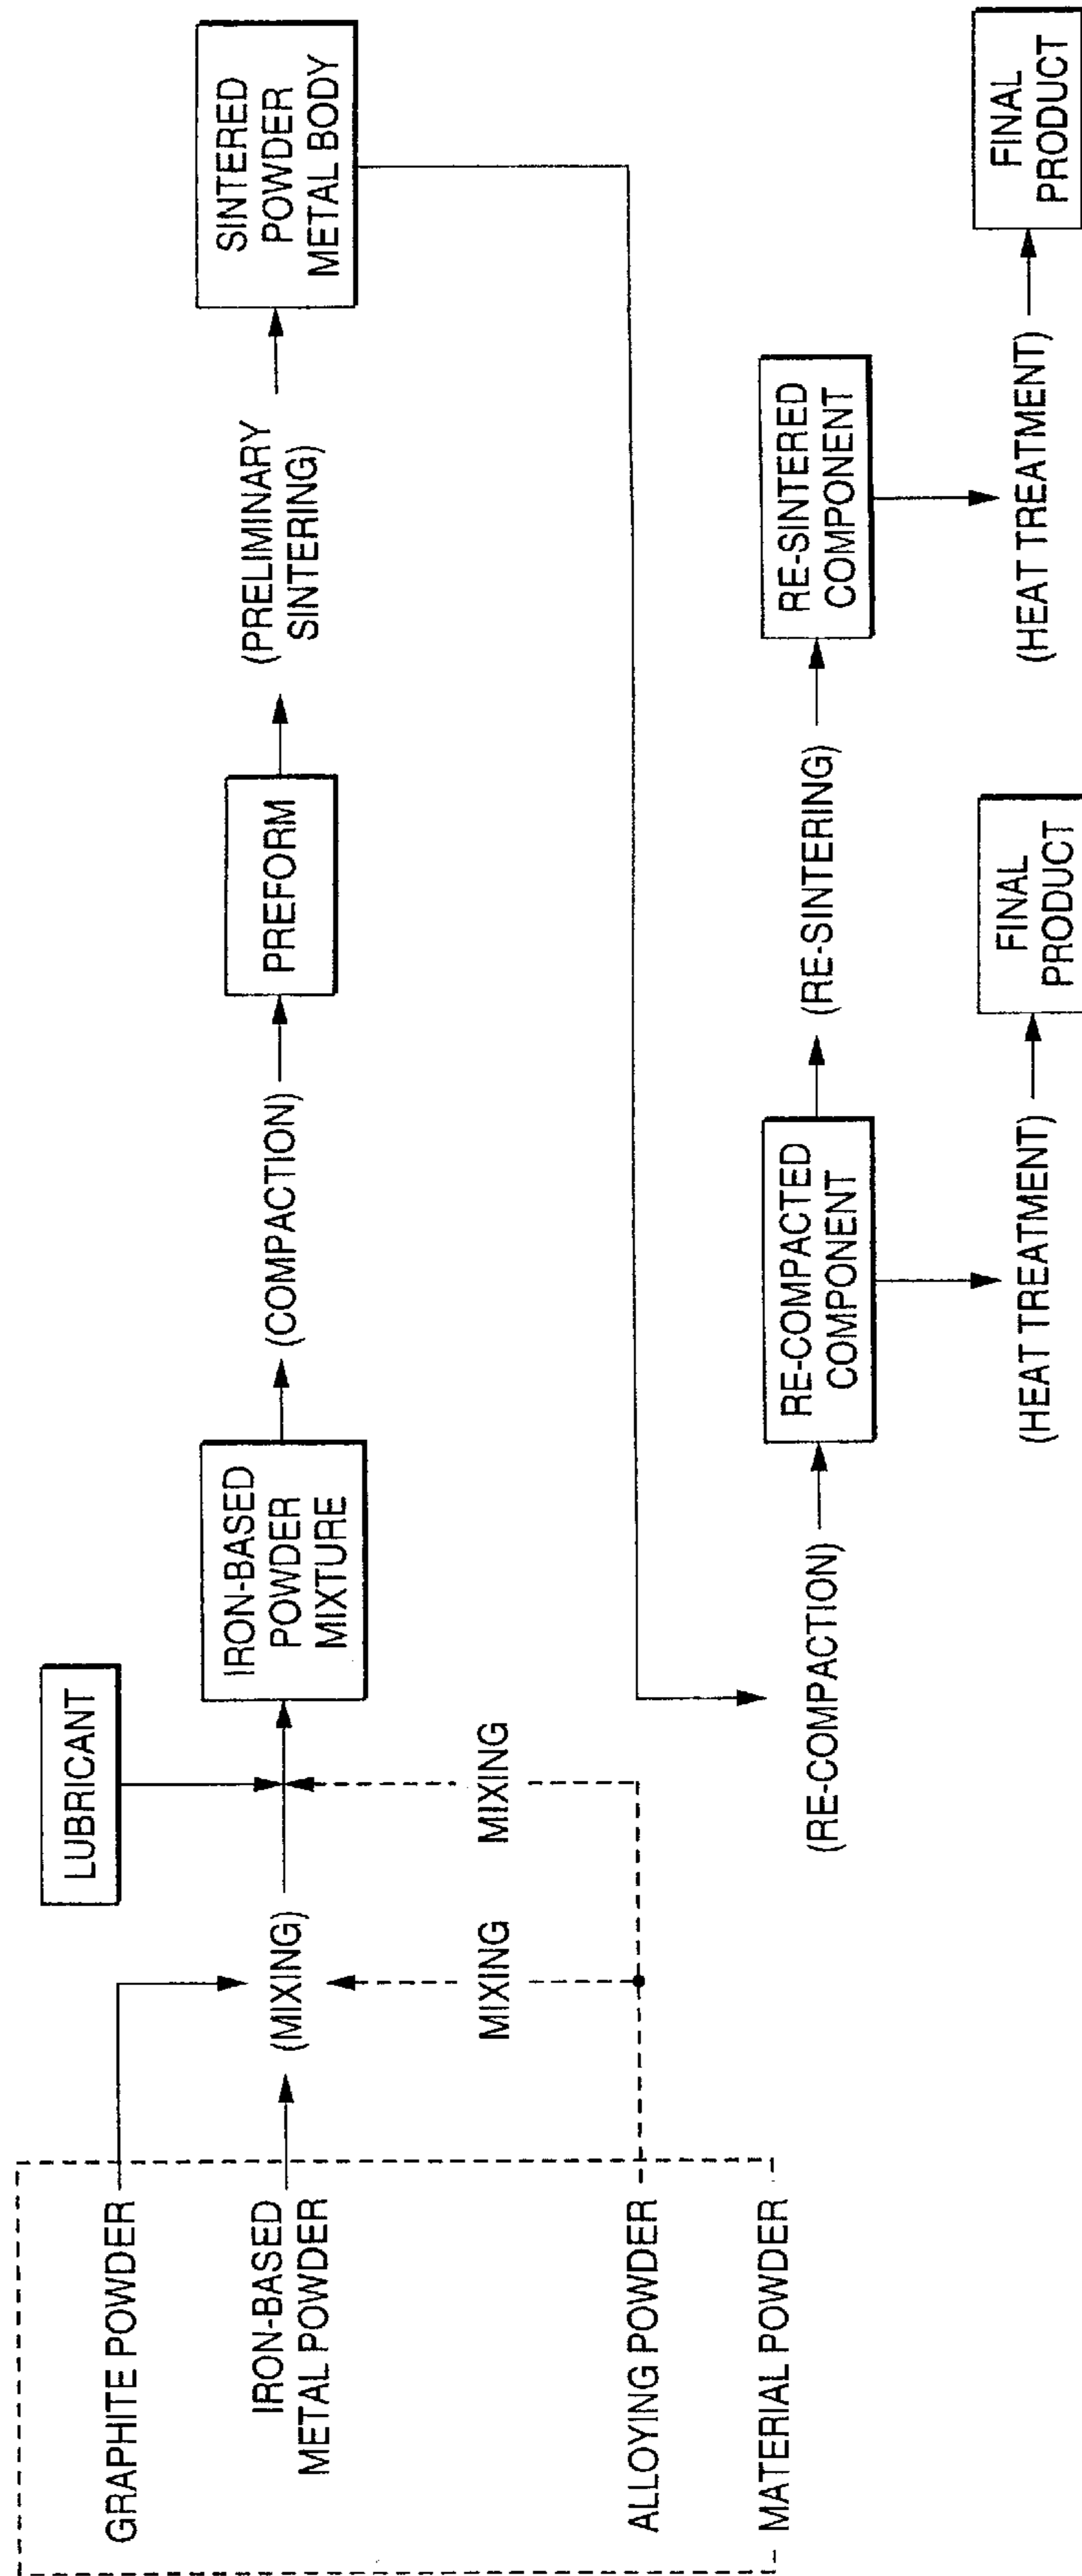 GRAPHITE POWDER
IRON-BASED
METAL POWDER
ALLOYING POWDER
MATERIAL POWDER
(MIXING)
MIXING
MIXING
LUBRICANT
IRON-BASED
POWDER
MIXTURE
(COMPACTION)
PREFORM
(PRELIMINARY
SINTERING)
SINTERED
POWDER
METAL BODY
(RE-COMPACTION)
RE-COMPACTED
COMPONENT
(HEAT TREATMENT)
FINAL
PRODUCT
(RE-SINTERING)
RE-SINTERED
COMPONENT
(HEAT TREATMENT)
FINAL
PRODUCT